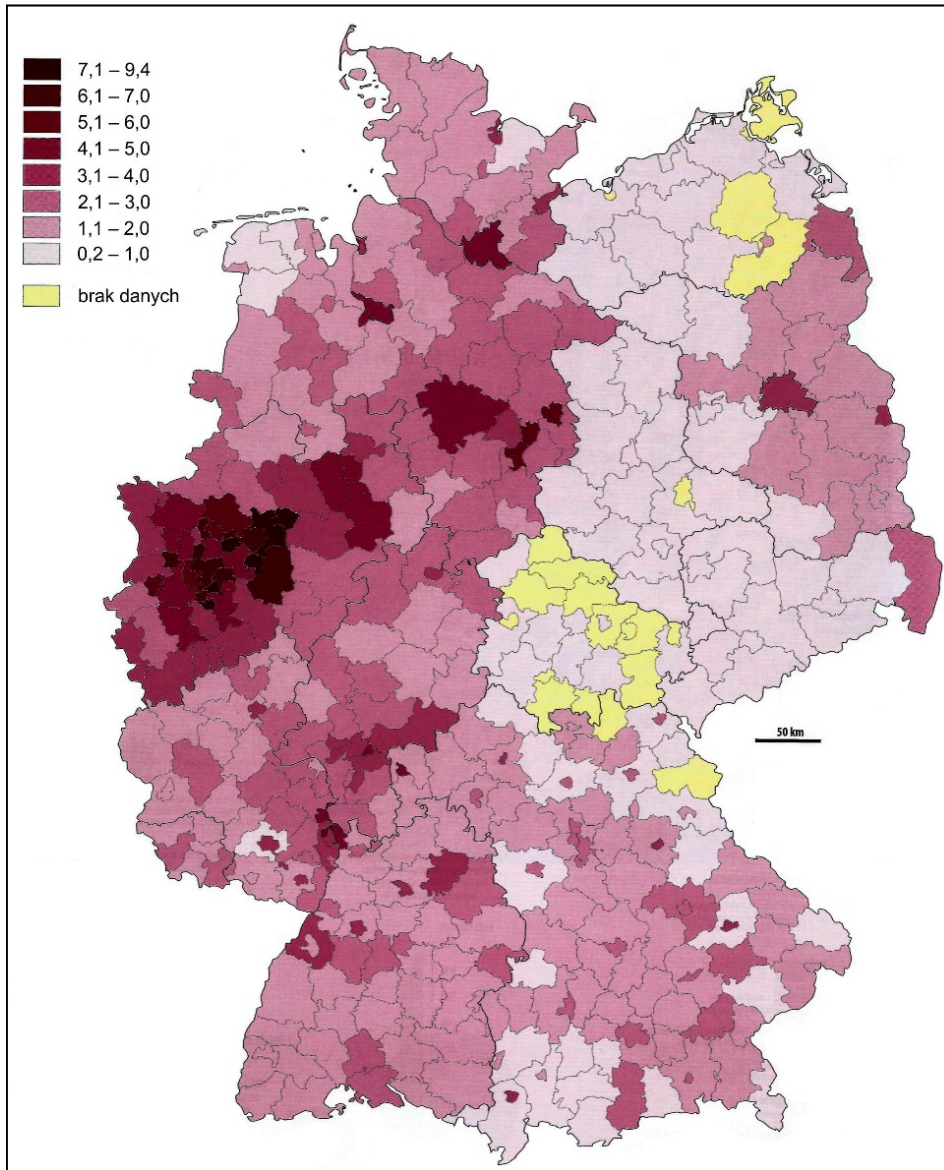 7,1 – 9,4
6,1 – 7,0
5,1 – 6,0
4,1 – 5,0
3,1 – 4,0
2,1 – 3,0
1,1 – 2,0
0,2 – 1,0
brak danych
50 km